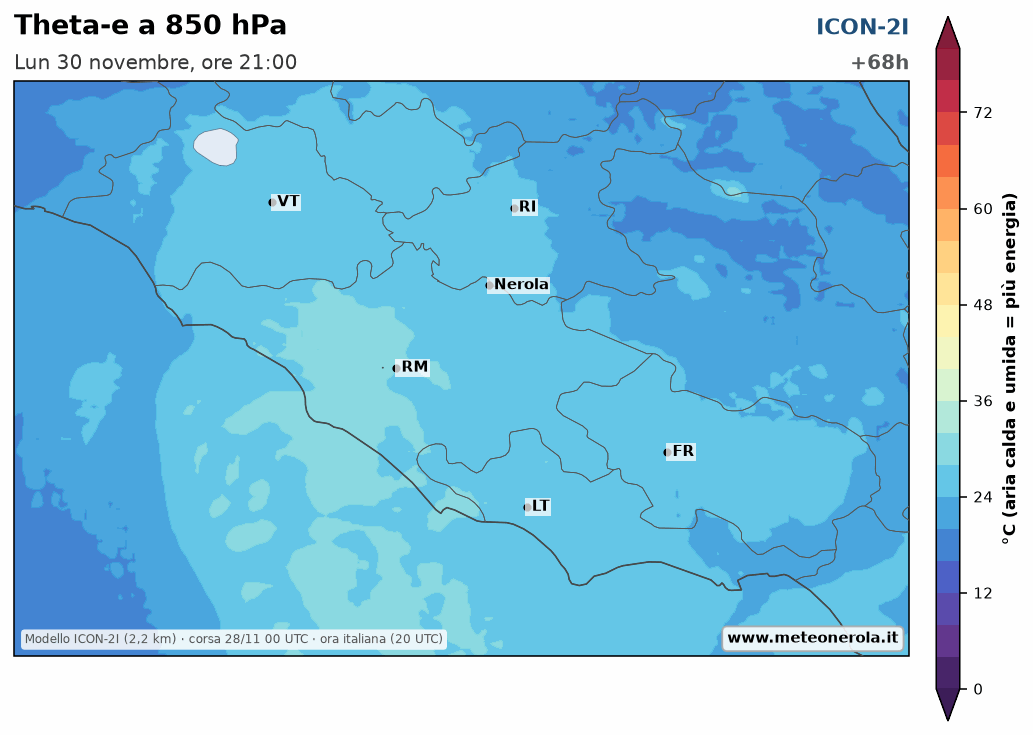 Theta-e a 850 hPa
ICON-2I
Lun 30 novembre, ore 21:00
+68h
VT
RI
Nerola
RM
FR
LT
Modello ICON-2I (2,2 km) · corsa 28/11 00 UTC · ora italiana (20 UTC)
www.meteonerola.it
72
60
48
36
24
12
0
°C (aria calda e umida = più energia)